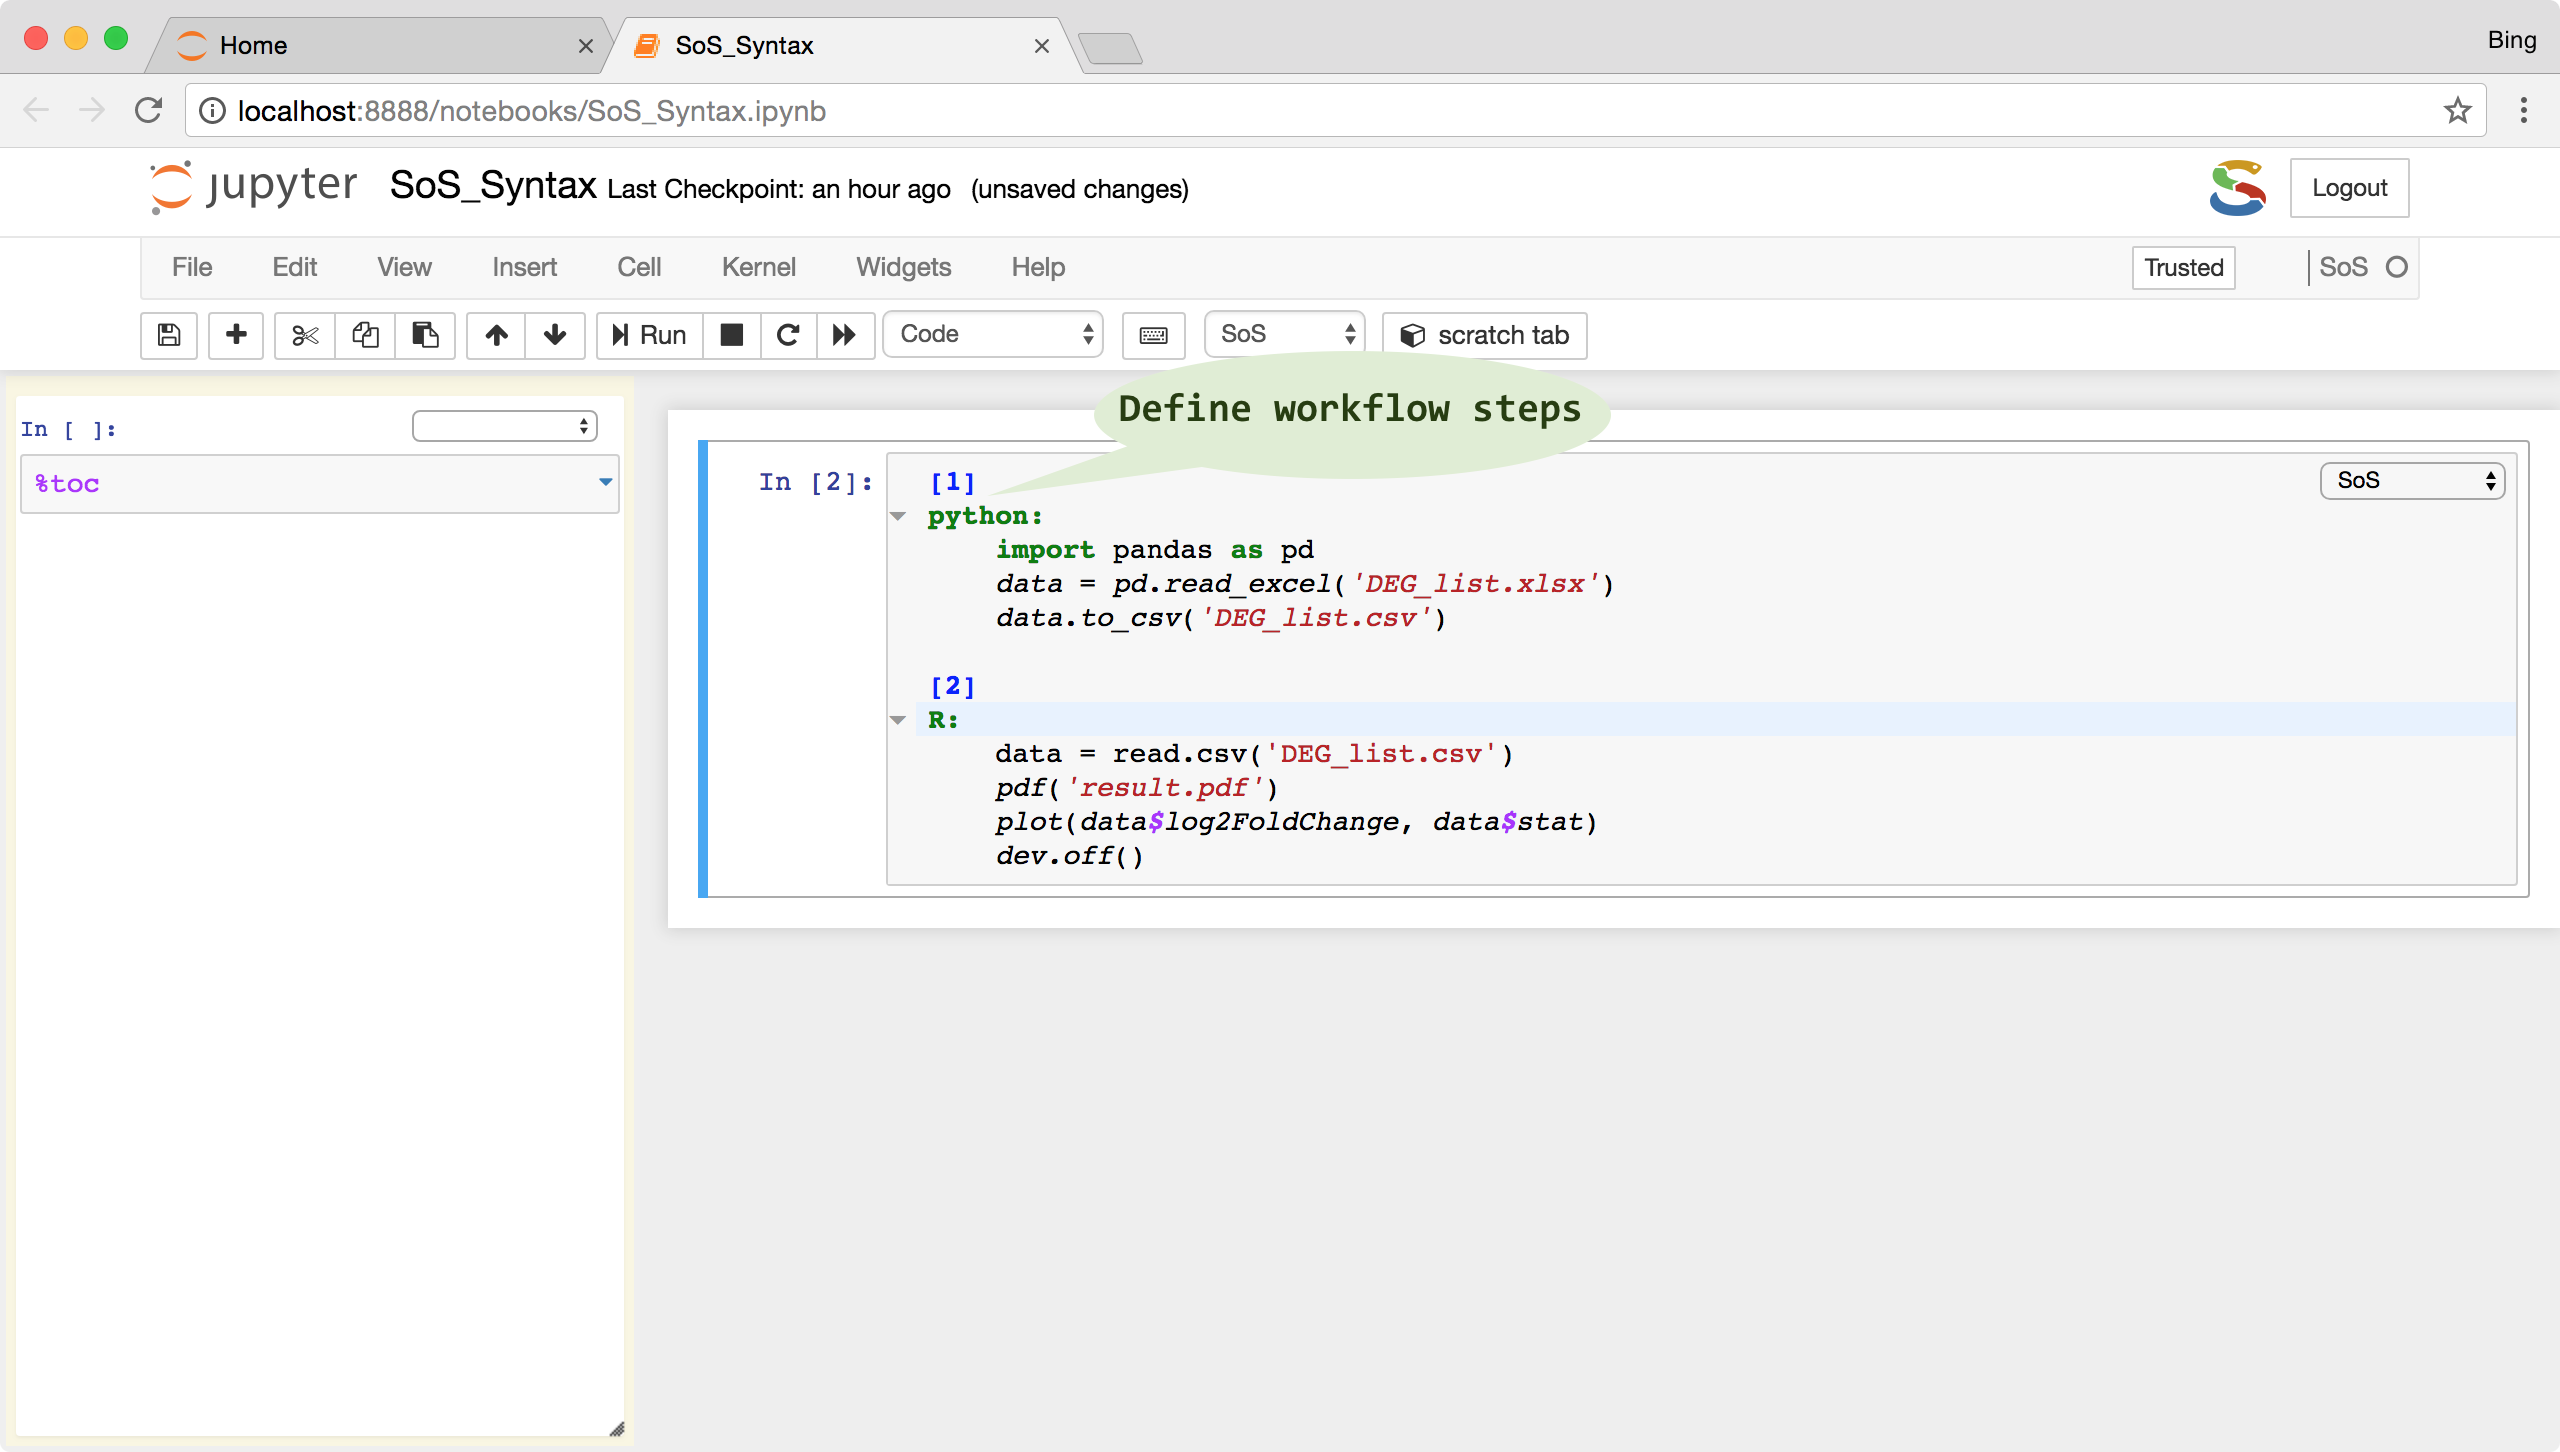 Home
SoS_Syntax
Bing
localhost:8888/notebooks/SoS_Syntax.ipynb
jupyter SoS_Syntax Last Checkpoint: an hour ago (unsaved changes)
Logout
File Edit View Insert Cell Kernel Widgets Help
Trusted SoS
Run Code SoS scratch tab
Define workflow steps
In [ ]:
%toc
In [2]:
SoS
[1]
python:
import pandas as pd
data = pd.read_excel('DEG_list.xlsx')
data.to_csv('DEG_list.csv')
[2]
R:
data = read.csv('DEG_list.csv')
pdf('result.pdf')
plot(data$log2FoldChange, data$stat)
dev.off()